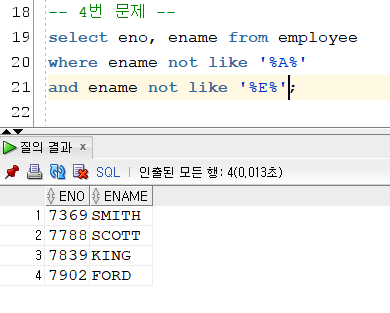 18 -- 4번 문제 --
19 select eno, ename from employee
20 where ename not like '%A%'
21 and ename not like '%E%';
22
질의 결과 x
SQL | 인출된 모든 행: 4(0,013초)
ENO ENAME
1 7369 SMITH
2 7788 SCOTT
3 7839 KING
4 7902 FORD